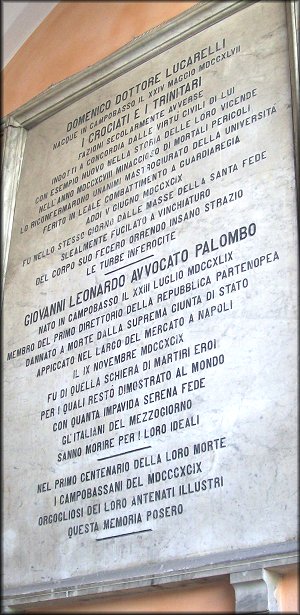 DOMENICO DOTTORE LUCARELLI
NACQUE IN CAMPOBASSO IL XXIV MAGGIO MDCCXLVII
I CROCIATI E I TRINITARI
FAZIONI SECOLARMENTE AVVERSE
INDOTTI A CONCORDIA DALLE VIRTÙ CIVILI DI LUI
CON ESEMPIO NUOVO NELLA STORIA DELLE LORO VICENDE
NELL'ANNO MDCCXCVIII MINACCIOSO DI MORTALI PERICOLI
LO RICONFERMARONO UNANIMI MASTROGIURATO DELLA UNIVERSITÀ
FERITO IN LEALE COMBATTIMENTO A GUARDIAREGIA
ADDÌ V GIUGNO MDCCXCIX
FU NELLO STESSO GIORNO DALLE MASSE DELLA SANTA FEDE
SLEALMENTE FUCILATO A VINCHIATURO
DEL CORPO SUO FECERO ORRENDO INSANO STRAZIO
LE TURBE INFEROCITE
GIOVANNI LEONARDO AVVOCATO PALOMBO
NATO IN CAMPOBASSO IL XXIII LUGLIO MDCCXLIX
MEMBRO DEL PRIMO DIRETTORIO DELLA REPUBBLICA PARTENOPEA
DANNATO A MORTE DALLA SUPREMA GIUNTA DI STATO
APPICCATO NEL LARGO DEL MERCATO A NAPOLI
IL IX NOVEMBRE MDCCXCIX
FU DI QUELLA SCHIERA DI MARTIRI EROI
PER I QUALI RESTÒ DIMOSTRATO AL MONDO
CON QUANTA IMPAVIDA SERENA FEDE
GL'ITALIANI DEL MEZZOGIORNO
SANNO MORIRE PER I LORO IDEALI
NEL PRIMO CENTENARIO DELLA LORO MORTE
I CAMPOBASSANI DEL MDCCCXCIX
ORGOGLIOSI DEI LORO ANTENATI ILLUSTRI
QUESTA MEMORIA POSERO